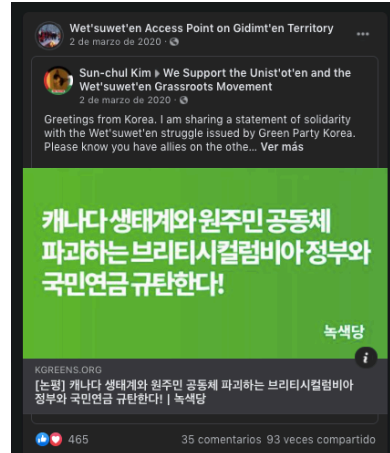 Wet'suwet'en Access Point on Gidimt'en Territory
2 de marzo de 2020 ·
Sun-chul Kim ▸ We Support the Unist'ot'en and the
Wet'suwet'en Grassroots Movement
2 de marzo de 2020 ·
Greetings from Korea. I am sharing a statement of solidarity
with the Wet'suwet'en struggle issued by Green Party Korea.
Please know you have allies on the othe... Ver más
캐나다 생태계와 원주민 공동체
파괴하는 브리티시컬럼비아 정부와
국민연금 규탄한다!
녹색당
KGREENS.ORG
[논평] 캐나다 생태계와 원주민 공동체 파괴하는 브리티시컬럼비아
정부와 국민연금 규탄한다! | 녹색당
465
35 comentarios 93 veces compartido